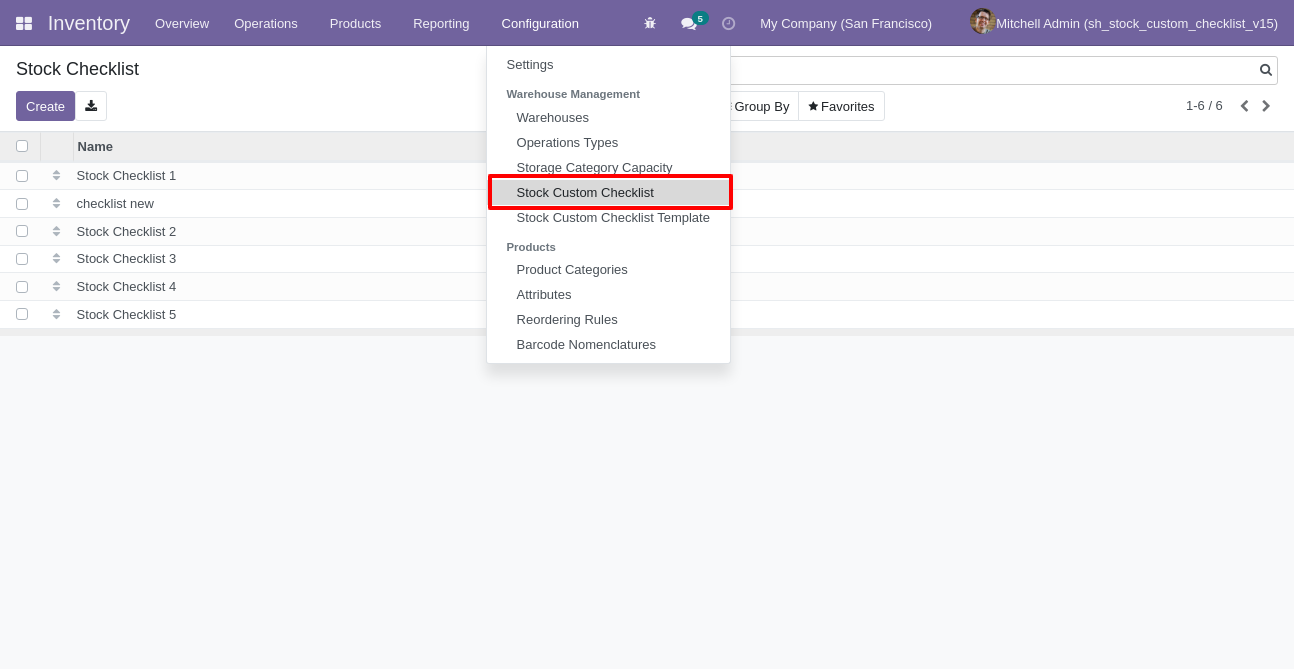 Inventory Overview Operations Products Reporting Configuration 5 My Company (San Francisco) Mitchell Admin (sh_stock_custom_checklist_v15)
Stock Checklist
Create
Group By Favorites 1-6 / 6
Settings
Warehouse Management
Warehouses
Operations Types
Storage Category Capacity
Stock Custom Checklist
Stock Custom Checklist Template
Products
Product Categories
Attributes
Reordering Rules
Barcode Nomenclatures
Name
Stock Checklist 1
checklist new
Stock Checklist 2
Stock Checklist 3
Stock Checklist 4
Stock Checklist 5